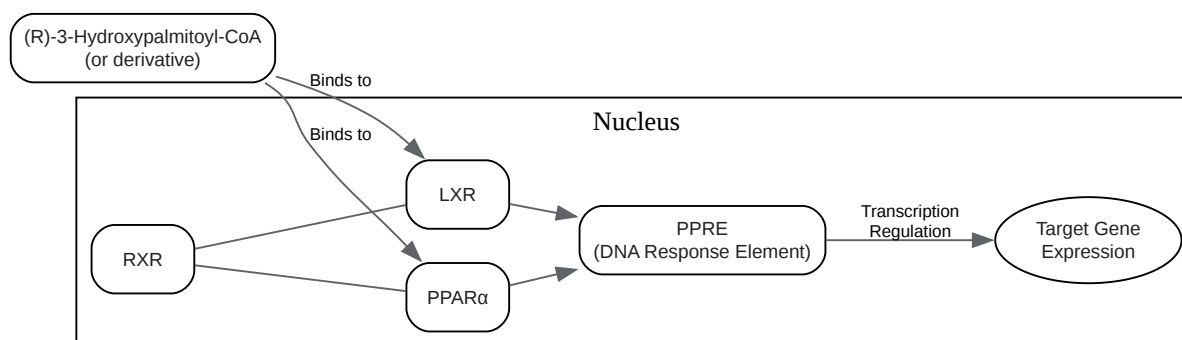 (R)-3-Hydroxypalmitoyl-CoA
(or derivative)
Binds to
Nucleus
Binds to
LXR
RXR
PPARα
PPRE
(DNA Response Element)
Transcription
Regulation
Target Gene
Expression